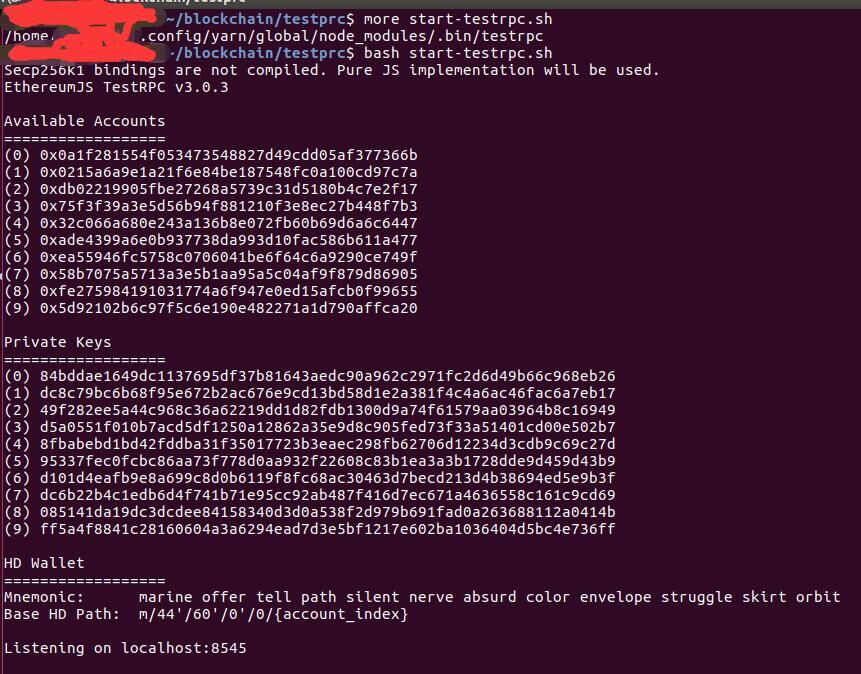 ~/blockchain/testprc$ more start-testrpc.sh
/home/ .config/yarn/global/node_modules/.bin/testrpc
~/blockchain/testprc$ bash start-testrpc.sh
Secp256k1 bindings are not compiled. Pure JS implementation will be used.
EthereumJS TestRPC v3.0.3
Available Accounts
==================
(0) 0x0a1f281554f053473548827d49cdd05af377366b
(1) 0x0215a6a9e1a21f6e84be187548fc0a100cd97c7a
(2) 0xdb02219905fbe27268a5739c31d5180b4c7e2f17
(3) 0x75f3f39a3e5d56b94f881210f3e8ec27b448f7b3
(4) 0x32c066a680e243a136b8e072fb60b69d6a6c6447
(5) 0xade4399a6e0b937738da993d10fac586b611a477
(6) 0xea55946fc5758c0706041be6f64c6a9290ce749f
(7) 0x58b7075a5713a3e5b1aa95a5c04af9f879d86905
(8) 0xfe275984191031774a6f947e0ed15afcb0f99655
(9) 0x5d92102b6c97f5c6e190e482271a1d790affca20
Private Keys
==================
(0) 84bddae1649dc1137695df37b81643aedc90a962c2971fc2d6d49b66c968eb26
(1) dc8c79bc6b68f95e672b2ac676e9cd13bd58d1e2a381f4c4a6ac46fac6a7eb17
(2) 49f282ee5a44c968c36a62219dd1d82fdb1300d9a74f61579aa03964b8c16949
(3) d5a0551f010b7acd5df1250a12862a35e9d8c905fed73f33a51401cd00e502b7
(4) 8fbabebd1bd42fddba31f35017723b3eaec298fb62706d12234d3cdb9c69c27d
(5) 95337fec0fcbc86aa73f778d0aa932f22608c83b1ea3a3b1728dde9d459d43b9
(6) d101d4eafb9e8a699c8d0b6119f8fc68ac30463d7becd213d4b38694ed5e9b3f
(7) dc6b22b4c1edb6d4f741b71e95cc92ab487f416d7ec671a4636558c161c9cd69
(8) 085141da19dc3dcdee84158340d3d0a538f2d979b691fad0a263688112a0414b
(9) ff5a4f8841c28160604a3a6294ead7d3e5bf1217e602ba1036404d5bc4e736ff
HD Wallet
==================
Mnemonic: marine offer tell path silent nerve absurd color envelope struggle skirt orbit
Base HD Path: m/44'/60'/0'/0/{account_index}
Listening on localhost:8545